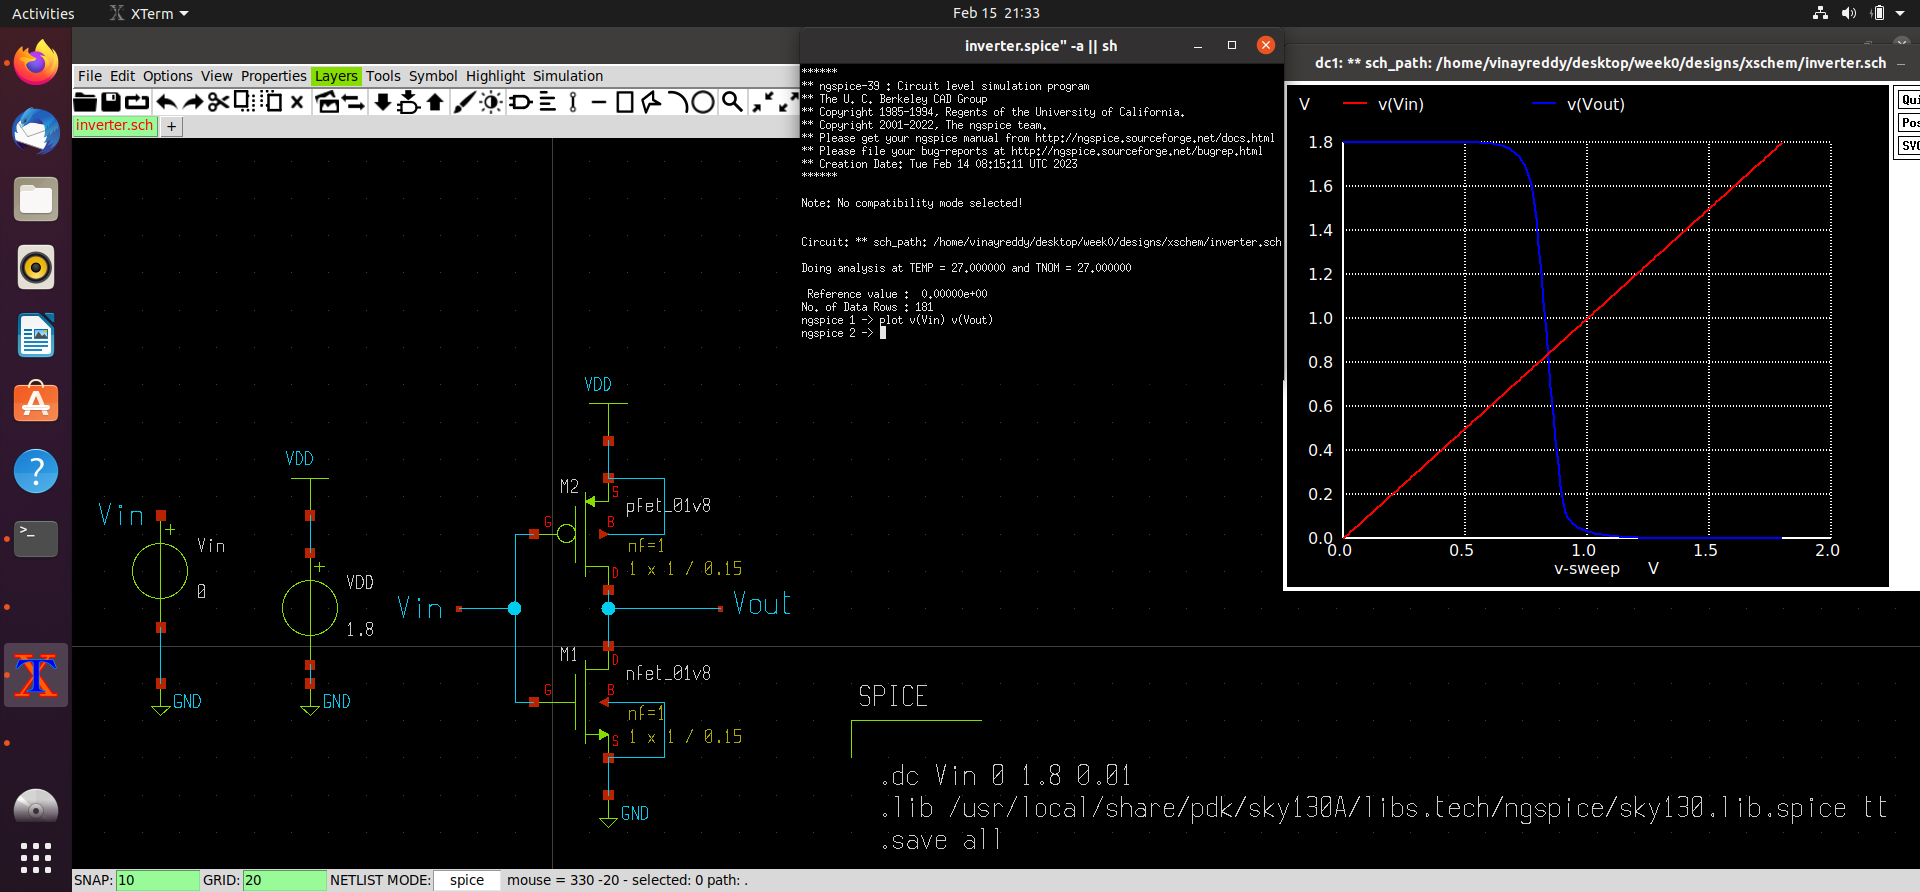 Activities
XTerm
Feb 15 21:33
inverter.spice" -a || sh
dc1: ** sch_path: /home/vinayreddy/desktop/week0/designs/xschem/inverter.sch
File Edit Options View Properties Layers Tools Symbol Highlight Simulation
inverter.sch
+
******
** ngspice-39 : Circuit level simulation program
** The U. C. Berkeley CAD Group
** Copyright 1985-1994, Regents of the University of California.
** Copyright 2001-2022, The ngspice team.
** Please get your ngspice manual from http://ngspice.sourceforge.net/docs.html
** Please file your bug-reports at http://ngspice.sourceforge.net/bugrep.html
** Creation Date: Tue Feb 14 08:15:11 UTC 2023
******
Note: No compatibility mode selected!
Circuit: ** sch_path: /home/vinayreddy/desktop/week0/designs/xschem/inverter.sch
Doing analysis at TEMP = 27.000000 and TNOM = 27.000000
Reference value : 0.00000e+00
No. of Data Rows : 181
ngspice 1 -> plot v(Vin) v(Vout)
ngspice 2 ->
V
v(Vin)
v(Vout)
Qui
Pos
SVG
1.8
1.6
1.4
1.2
1.0
0.8
0.6
0.4
0.2
0.0
0.0 0.5 1.0 1.5 2.0
v-sweep V
VDD
VDD
M2
S
pfet_01v8
G
B
nf=1
D
1 x 1 / 0.15
Vin
+
Vin
0
GND
+
VDD
1.8
GND
Vin
Vout
M1
D
nfet_01v8
G
B
nf=1
S
1 x 1 / 0.15
GND
SPICE
.dc Vin 0 1.8 0.01
.lib /usr/local/share/pdk/sky130A/libs.tech/ngspice/sky130.lib.spice tt
.save all
SNAP: 10 GRID: 20 NETLIST MODE: spice mouse = 330 -20 - selected: 0 path: .